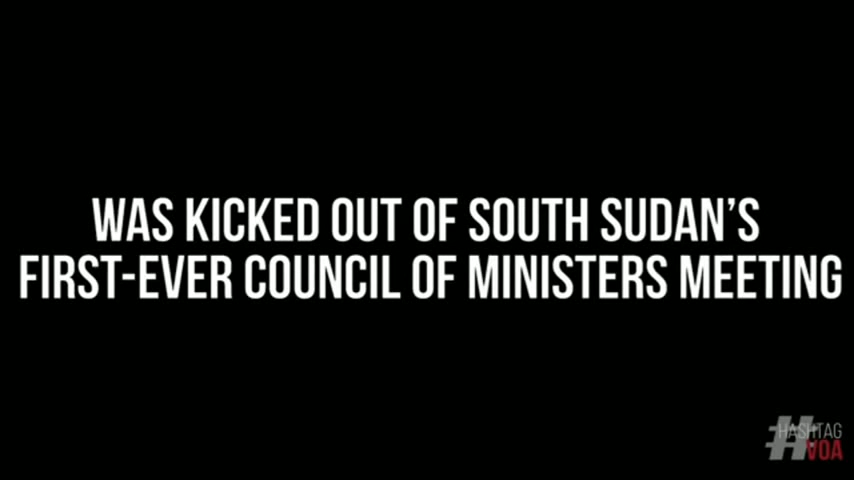 WAS KICKED OUT OF SOUTH SUDAN'S
FIRST-EVER COUNCIL OF MINISTERS MEETING
#HASHTAG
VOA